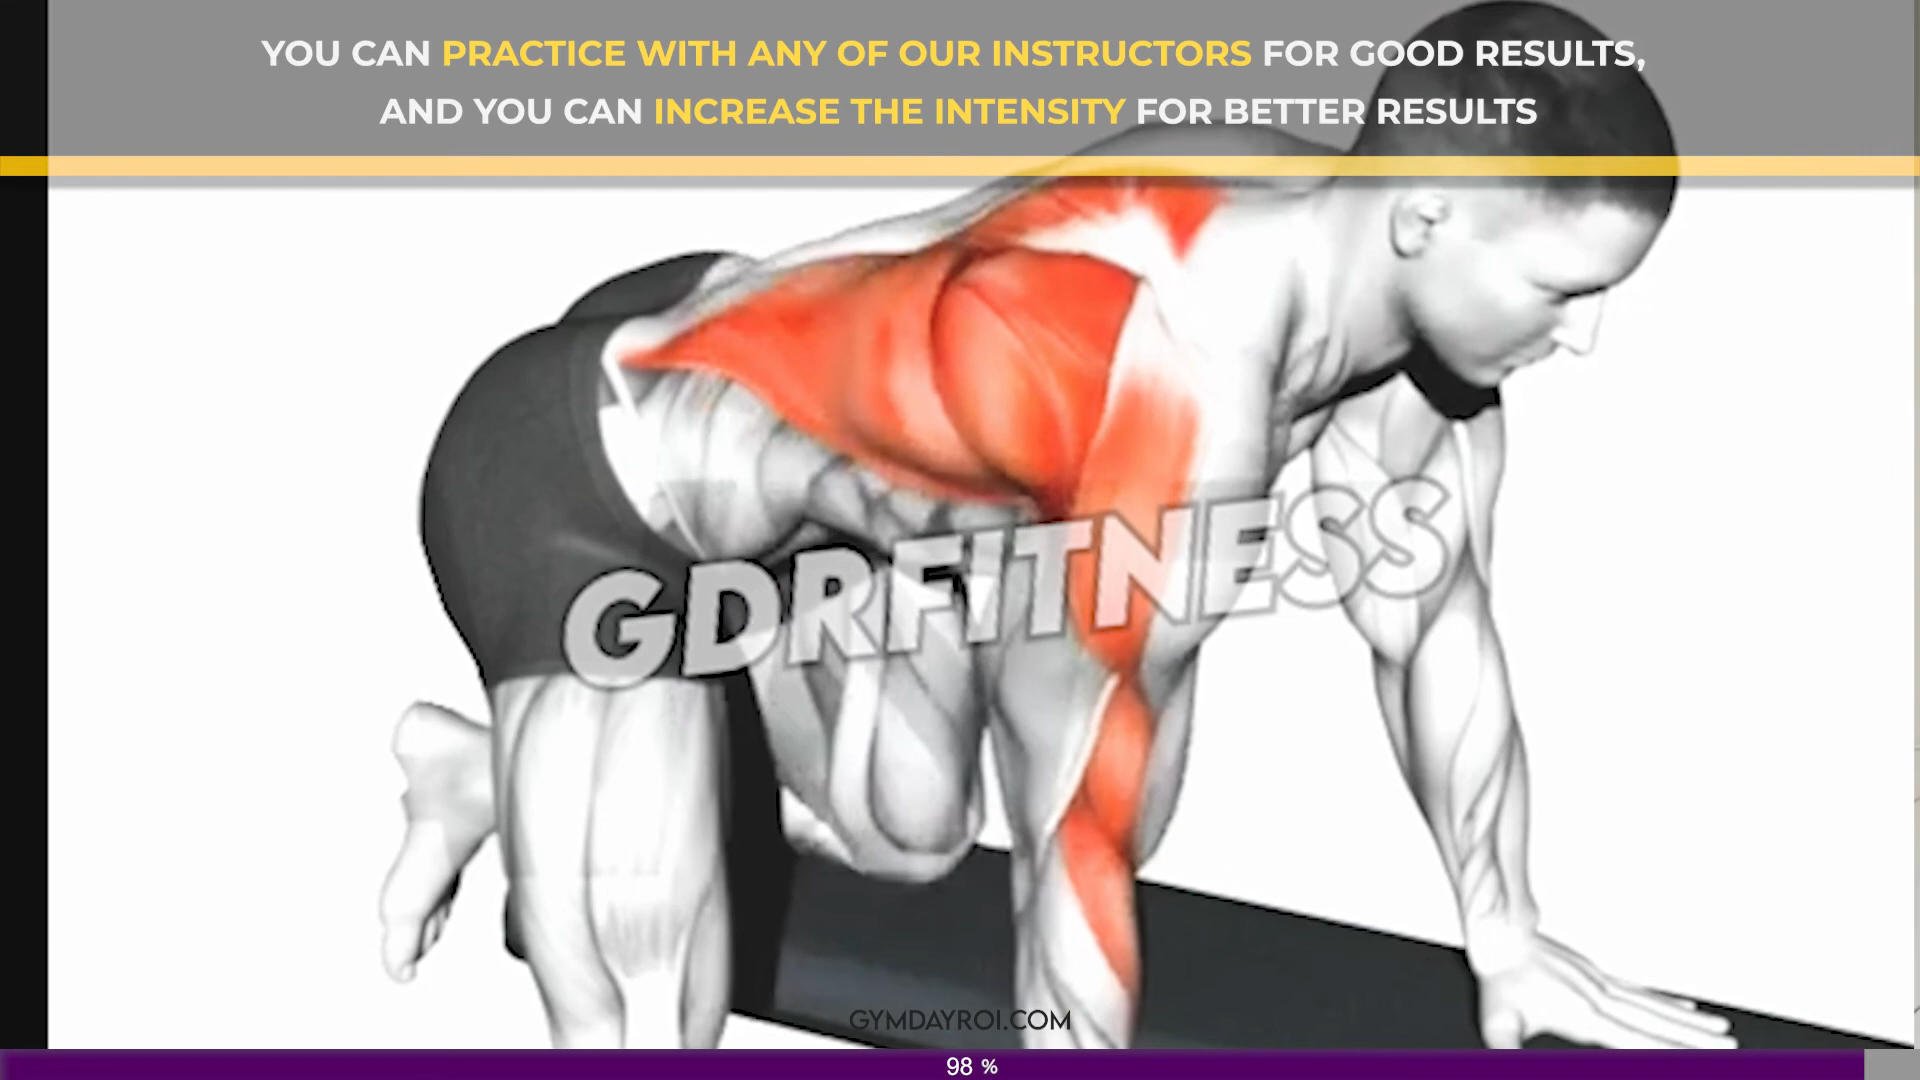 YOU CAN PRACTICE WITH ANY OF OUR INSTRUCTORS FOR GOOD RESULTS,
AND YOU CAN INCREASE THE INTENSITY FOR BETTER RESULTS
GDRFITNESS
GYMDAYROI.COM
98 %